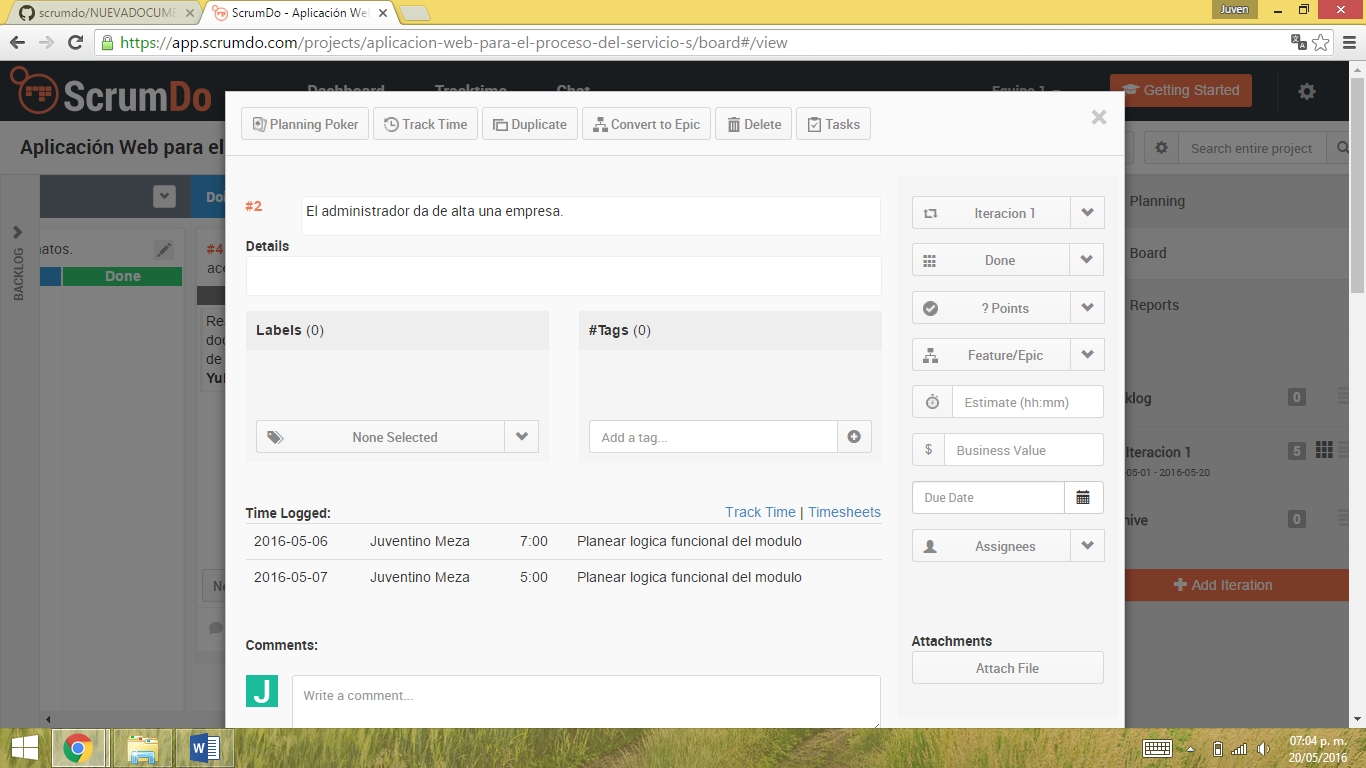 scrumdo/NUEVADOCUME
ScrumDo - Aplicación We
Juven
https://app.scrumdo.com/projects/aplicacion-web-para-el-proceso-del-servicio-s/board#/view
ScrumDo
Dashboard Tracktime Chat
Equipo 1
Getting Started
Planning Poker
Track Time
Duplicate
Convert to Epic
Delete
Tasks
Aplicación Web para el
Search entire project
BACKLOG
Doi
atos.
Done
#4
ace
Re
doc
de
Yul
No
#2
El administrador da de alta una empresa.
Details
Labels (0)
None Selected
#Tags (0)
Add a tag...
Time Logged:
Track Time | Timesheets
2016-05-06 Juventino Meza 7:00 Planear logica funcional del modulo
2016-05-07 Juventino Meza 5:00 Planear logica funcional del modulo
Comments:
J
Write a comment...
Iteracion 1
Done
? Points
Feature/Epic
Estimate (hh:mm)
$ Business Value
Due Date
Assignees
Attachments
Attach File
Planning
Board
Reports
klog 0
Iteracion 1 5
-05-01 - 2016-05-20
hive 0
Add Iteration
07:04 p. m.
20/05/2016